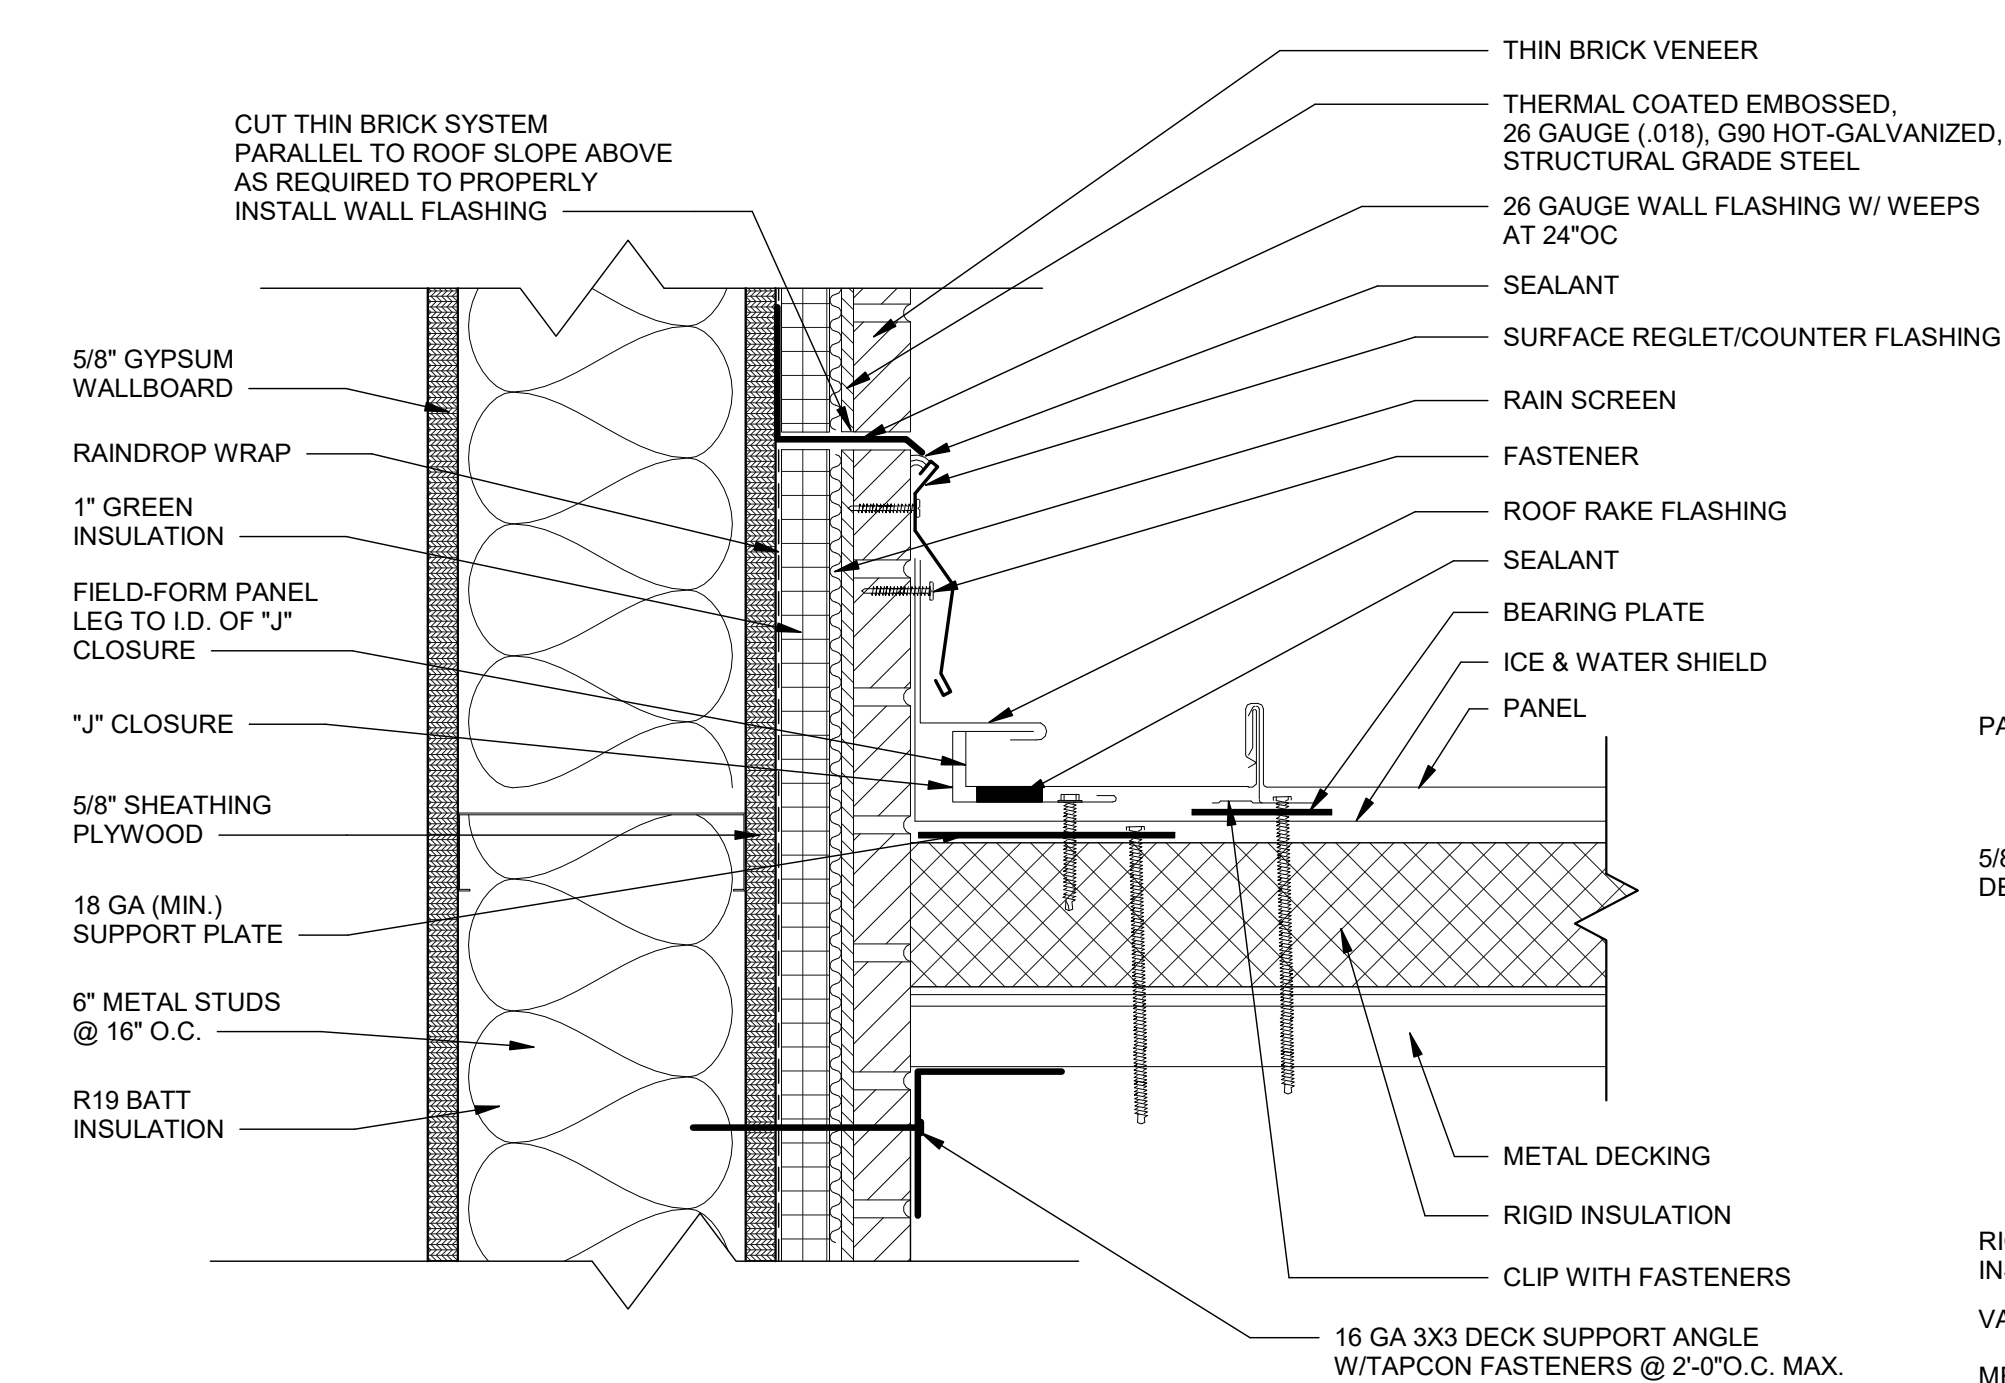 CUT THIN BRICK SYSTEM
PARALLEL TO ROOF SLOPE ABOVE
AS REQUIRED TO PROPERLY
INSTALL WALL FLASHING
5/8" GYPSUM
WALLBOARD
RAINDROP WRAP
1" GREEN
INSULATION
FIELD-FORM PANEL
LEG TO I.D. OF "J"
CLOSURE
"J" CLOSURE
5/8" SHEATHING
PLYWOOD
18 GA (MIN.)
SUPPORT PLATE
6" METAL STUDS
@ 16" O.C.
R19 BATT
INSULATION
THIN BRICK VENEER
THERMAL COATED EMBOSSED,
26 GAUGE (.018), G90 HOT-GALVANIZED,
STRUCTURAL GRADE STEEL
26 GAUGE WALL FLASHING W/ WEEPS
AT 24"OC
SEALANT
SURFACE REGLET/COUNTER FLASHING
RAIN SCREEN
FASTENER
ROOF RAKE FLASHING
SEALANT
BEARING PLATE
ICE & WATER SHIELD
PANEL
METAL DECKING
RIGID INSULATION
CLIP WITH FASTENERS
16 GA 3X3 DECK SUPPORT ANGLE
W/TAPCON FASTENERS @ 2'-0"O.C. MAX.